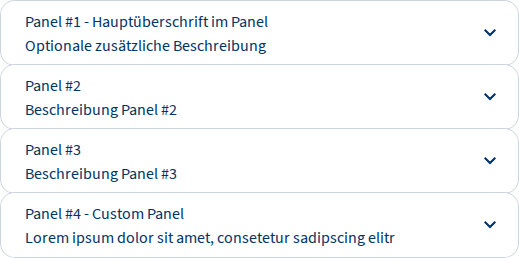 Panel #1 - Hauptüberschrift im Panel
Optionale zusätzliche Beschreibung
Panel #2
Beschreibung Panel #2
Panel #3
Beschreibung Panel #3
Panel #4 - Custom Panel
Lorem ipsum dolor sit amet, consetetur sadipscing elitr